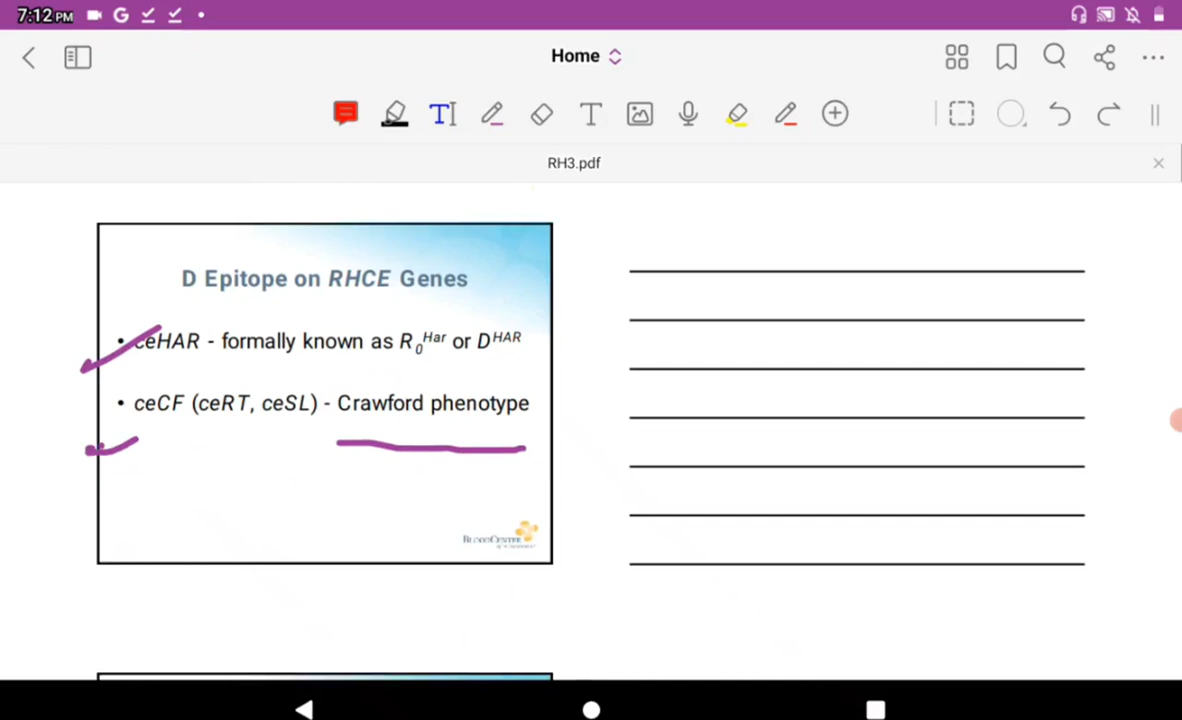 7:12 PM
Home
RH3.pdf
D Epitope on RHCE Genes
• ceHAR - formally known as R₀ᴴᵃʳ or Dᴴᴬᴿ
• ceCF (ceRT, ceSL) - Crawford phenotype
BLOODCENTER